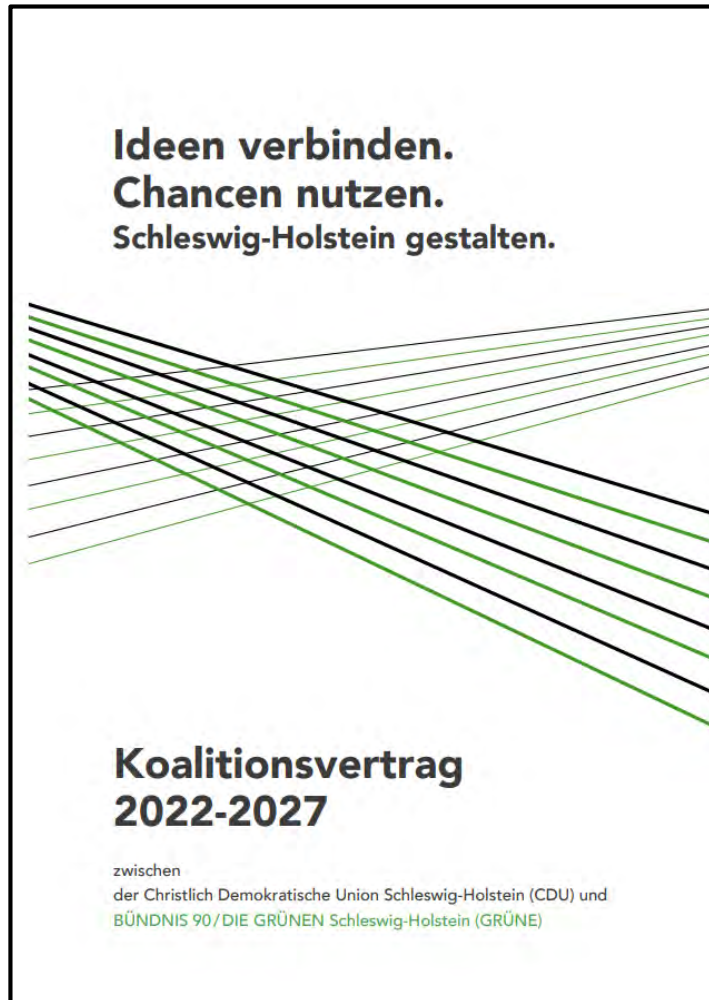 Ideen verbinden.
Chancen nutzen.
Schleswig-Holstein gestalten.
Koalitionsvertrag
2022-2027
zwischen
der Christlich Demokratische Union Schleswig-Holstein (CDU) und
BÜNDNIS 90/DIE GRÜNEN Schleswig-Holstein (GRÜNE)